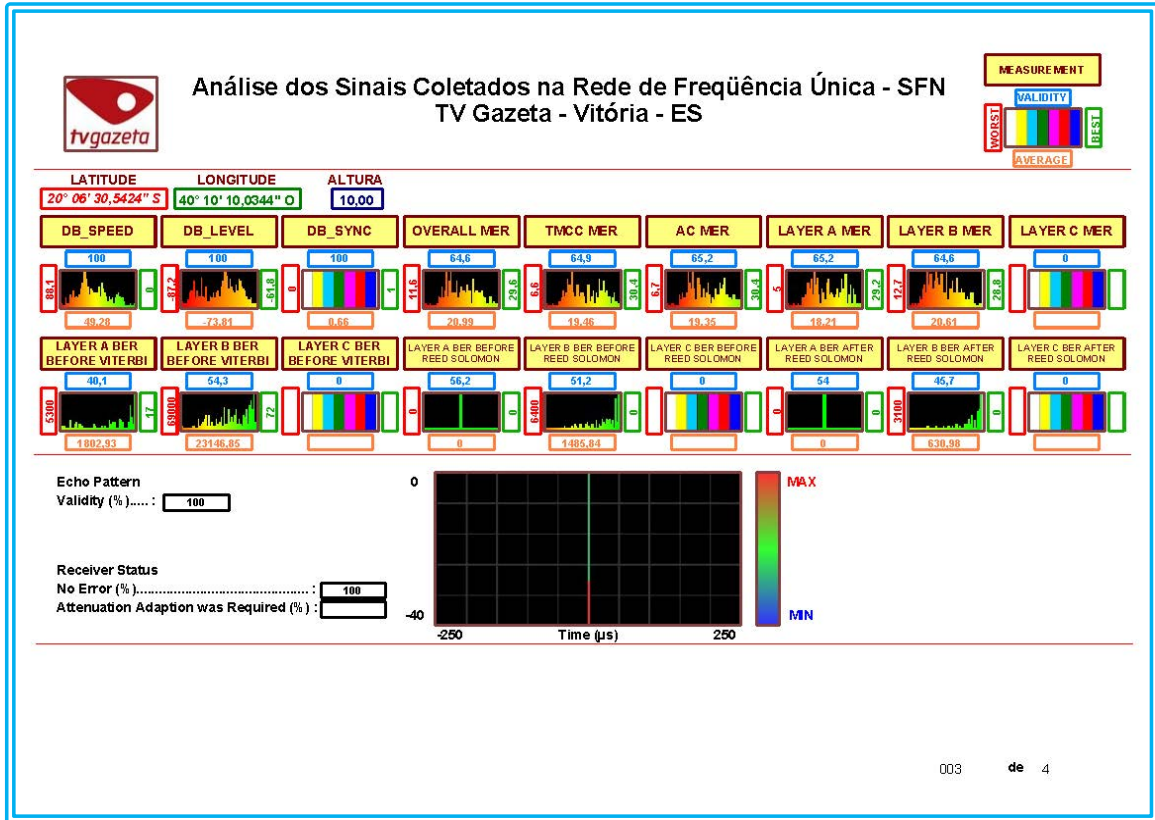 Análise dos Sinais Coletados na Rede de Freqüência Única - SFN
TV Gazeta - Vitória - ES
tvgazeta
MEASUREMENT
VALIDITY
WORST
BEST
AVERAGE
LATITUDE LONGITUDE ALTURA
20° 06' 30,5424" S 40° 10' 10,0344" O 10,00
DB_SPEED DB_LEVEL DB_SYNC OVERALL MER TMCC MER AC MER LAYER A MER LAYER B MER LAYER C MER
100 100 100 64,6 64,9 65,2 65,2 64,6 0
88,1 0 -87,2 -61,8 0 1 11,6 29,6 6,6 30,4 6,7 30,4 5 29,2 12,7 28,8
49,28 -73,81 0,66 20,99 19,46 19,35 18,21 20,61
LAYER A BER LAYER B BER LAYER C BER LAYER A BER BEFORE LAYER B BER BEFORE LAYER C BER BEFORE LAYER A BER AFTER LAYER B BER AFTER LAYER C BER AFTER
BEFORE VITERBI BEFORE VITERBI BEFORE VITERBI REED SOLOMON REED SOLOMON REED SOLOMON REED SOLOMON REED SOLOMON REED SOLOMON
40,1 54,3 0 56,2 51,2 0 54 45,7 0
5300 17 69000 72 0 0 6400 0 0 0 3100 0
1802,93 23146,85 0 1485,84 0 630,98
Echo Pattern
Validity (%)..... : 100
Receiver Status
No Error (%).............................................. : 100
Attenuation Adaption was Required (%) :
0
-40
-250 Time (µs) 250
MAX
MIN
003 de 4